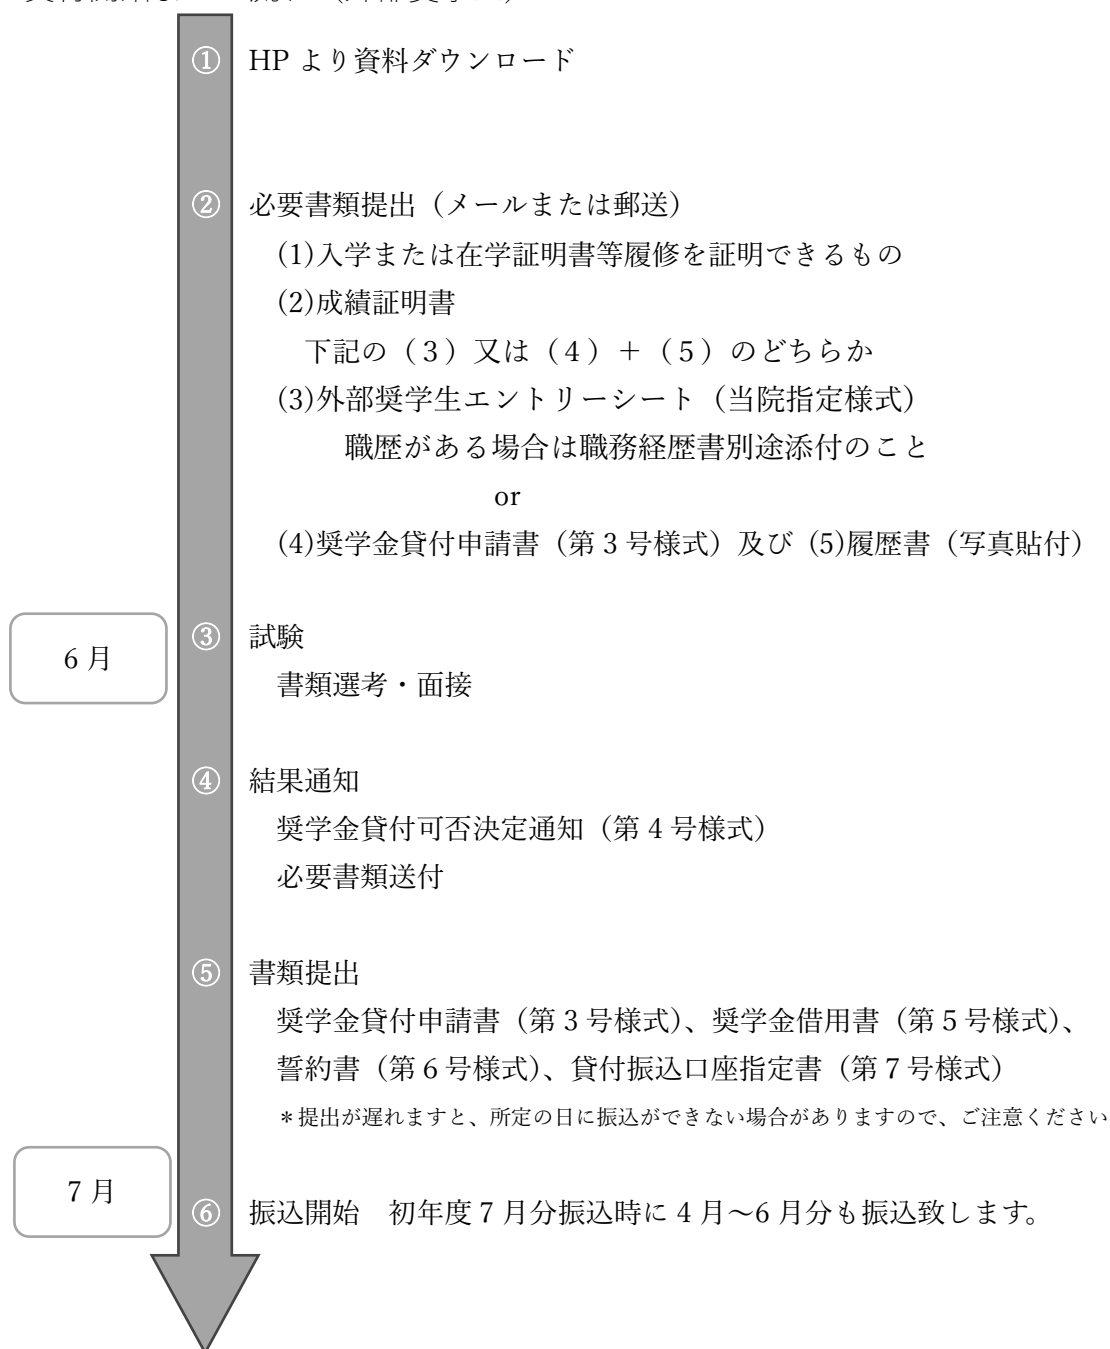 ① HP より資料ダウンロード
② 必要書類提出（メールまたは郵送）
(1)入学または在学証明書等履修を証明できるもの
(2)成績証明書
下記の（３）又は（４）＋（５）のどちらか
(3)外部奨学生エントリーシート（当院指定様式）
職歴がある場合は職務経歴書別途添付のこと
or
(4)奨学金貸付申請書（第３号様式）及び (5)履歴書（写真貼付）
6 月
③ 試験
書類選考・面接
④ 結果通知
奨学金貸付可否決定通知（第４号様式）
必要書類送付
⑤ 書類提出
奨学金貸付申請書（第３号様式）、奨学金借用書（第５号様式）、
誓約書（第６号様式）、貸付振込口座指定書（第７号様式）
＊提出が遅れますと、所定の日に振込ができない場合がありますので、ご注意ください
7 月
⑥ 振込開始　初年度 7 月分振込時に 4 月～6 月分も振込致します。